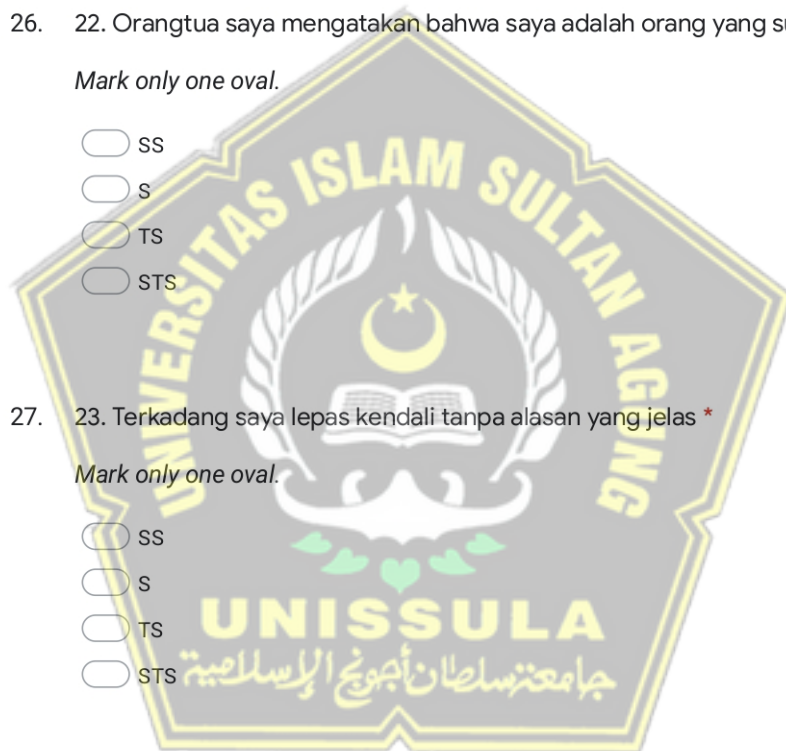 26. 22. Orangtua saya mengatakan bahwa saya adalah orang yang
Mark only one oval.
SS
S
TS
STS
UNIVERSITAS ISLAM SULTAN AGUNG
27. 23. Terkadang saya lepas kendali tanpa alasan yang jelas *
Mark only one oval.
SS
S
TS
STS
UNISSULA
جامعة سلطان أجونج الإسلامية